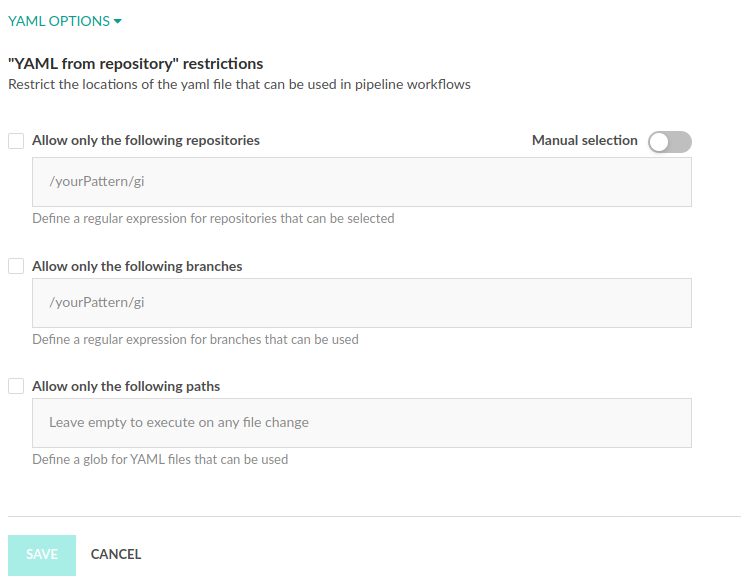 YAML OPTIONS
"YAML from repository" restrictions
Restrict the locations of the yaml file that can be used in pipeline workflows
Allow only the following repositories
Manual selection
/yourPattern/gi
Define a regular expression for repositories that can be selected
Allow only the following branches
/yourPattern/gi
Define a regular expression for branches that can be used
Allow only the following paths
Leave empty to execute on any file change
Define a glob for YAML files that can be used
SAVE CANCEL